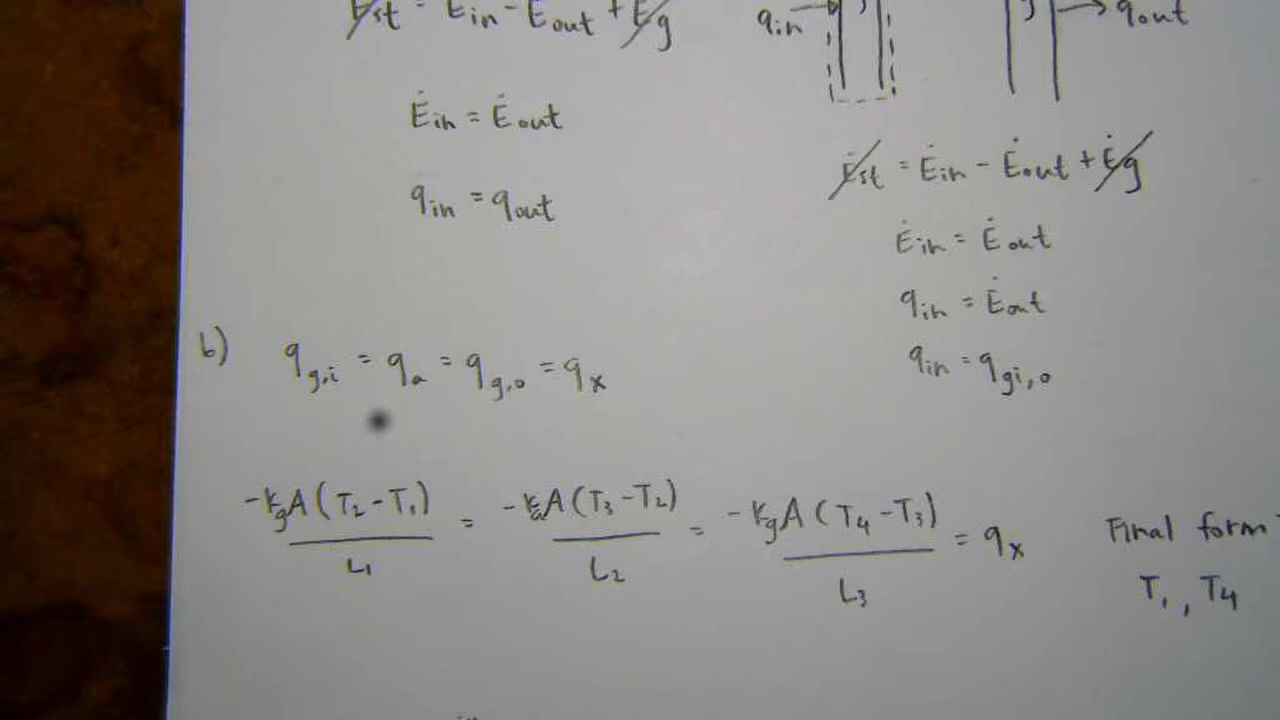 Ėst = Ėin - Ėout + Ėg
qin
qout
Ėin = Ėout
qin = qout
Ėst = Ėin - Ėout + Ėg
Ėin = Ėout
qin = Ėout
qin = qgi,o
b) qg,i = qa = qg,o = qx
-kgA(T2-T1)/L1 = -kaA(T3-T2)/L2 = -kgA(T4-T3)/L3 = qx
Final form
T1, T4